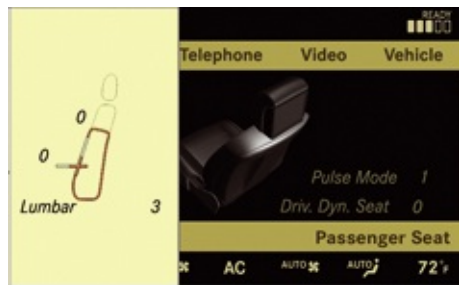 READY
Telephone Video Vehicle
0
0
Pulse Mode 1
Lumbar 3
Driv. Dyn. Seat 0
Passenger Seat
AC AUTO AUTO 72°F